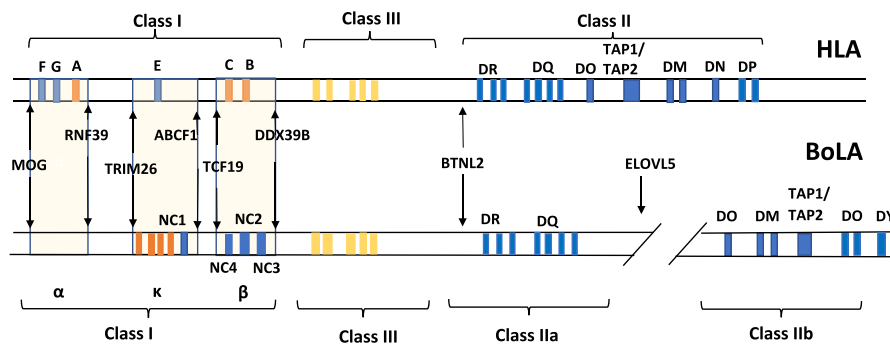 Class I
Class III
Class II
HLA
F G A
E
C B
DR
DQ
DO
TAP1/
TAP2
DM
DN
DP
MOG
RNF39
TRIM26
ABCF1
TCF19
DDX39B
BTNL2
ELOVL5
BoLA
NC1
NC2
NC4
NC3
DR
DQ
DO
DM
TAP1/
TAP2
DO
DY
α
κ
β
Class I
Class III
Class IIa
Class IIb